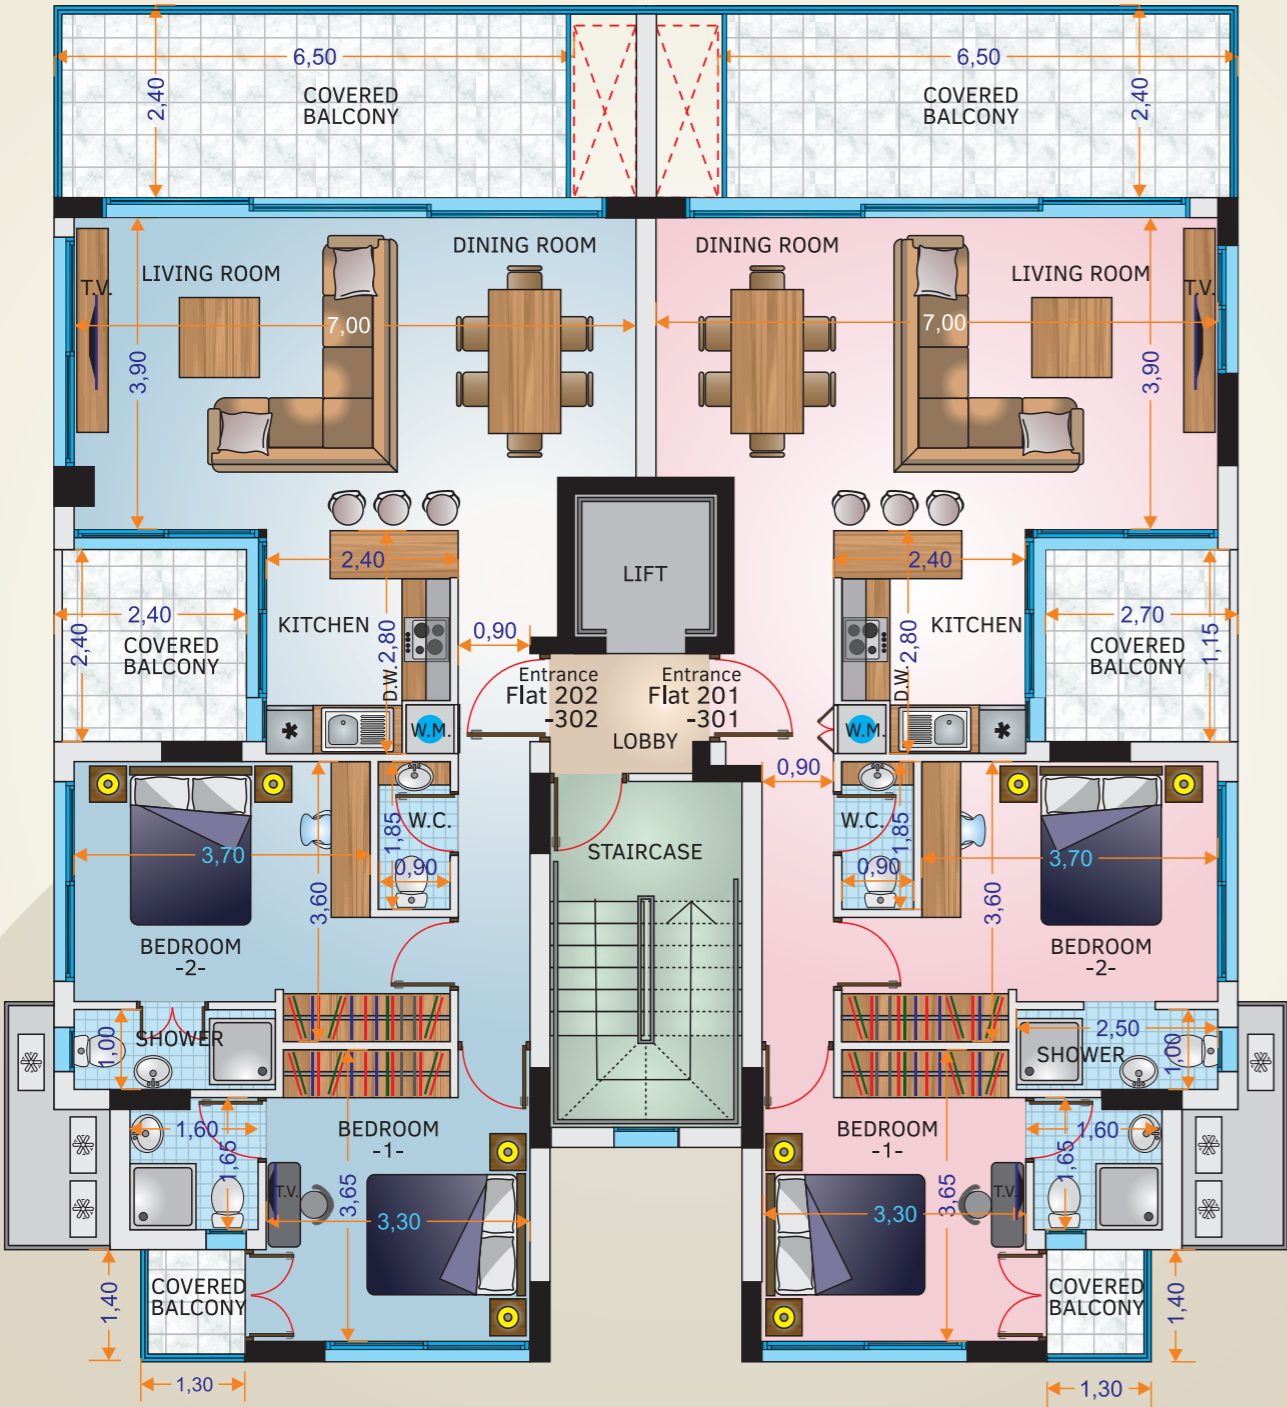 6,50
6,50
2,40
2,40
COVERED
BALCONY
COVERED
BALCONY
DINING ROOM
DINING ROOM
LIVING ROOM
LIVING ROOM
T.V.
T.V.
7,00
7,00
3,90
3,90
2,40
2,40
LIFT
2,40
2,40
COVERED
BALCONY
KITCHEN
2,80
D.W.
0,90
2,80
D.W.
KITCHEN
2,70
COVERED
BALCONY
1,15
Entrance
Flat 202
-302
Entrance
Flat 201
-301
W.M.
LOBBY
W.M.
0,90
W.C.
1,85
0,90
W.C.
1,85
0,90
STAIRCASE
3,70
3,70
3,60
3,60
BEDROOM
-2-
BEDROOM
-2-
SHOWER
1,00
2,50
SHOWER
1,00
1,60
1,65
BEDROOM
-1-
BEDROOM
-1-
1,60
1,65
T.V.
3,65
3,30
3,30
3,65
T.V.
COVERED
BALCONY
COVERED
BALCONY
1,40
1,40
1,30
1,30